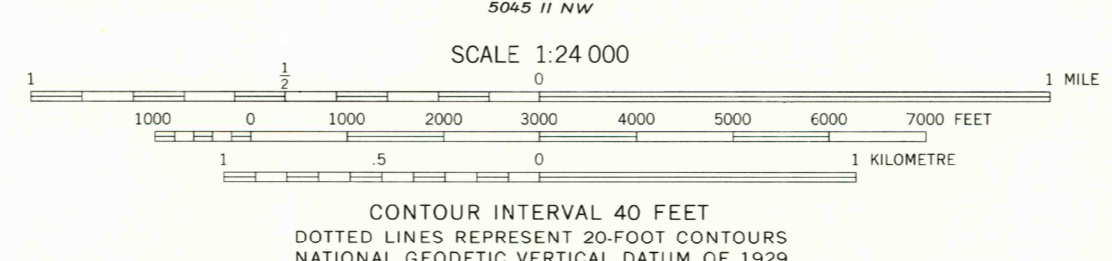 5045 II NW
SCALE 1:24 000
1 1/2 0 1 MILE
1000 0 1000 2000 3000 4000 5000 6000 7000 FEET
1 .5 0 1 KILOMETRE
CONTOUR INTERVAL 40 FEET
DOTTED LINES REPRESENT 20-FOOT CONTOURS
NATIONAL GEODETIC VERTICAL DATUM OF 1929